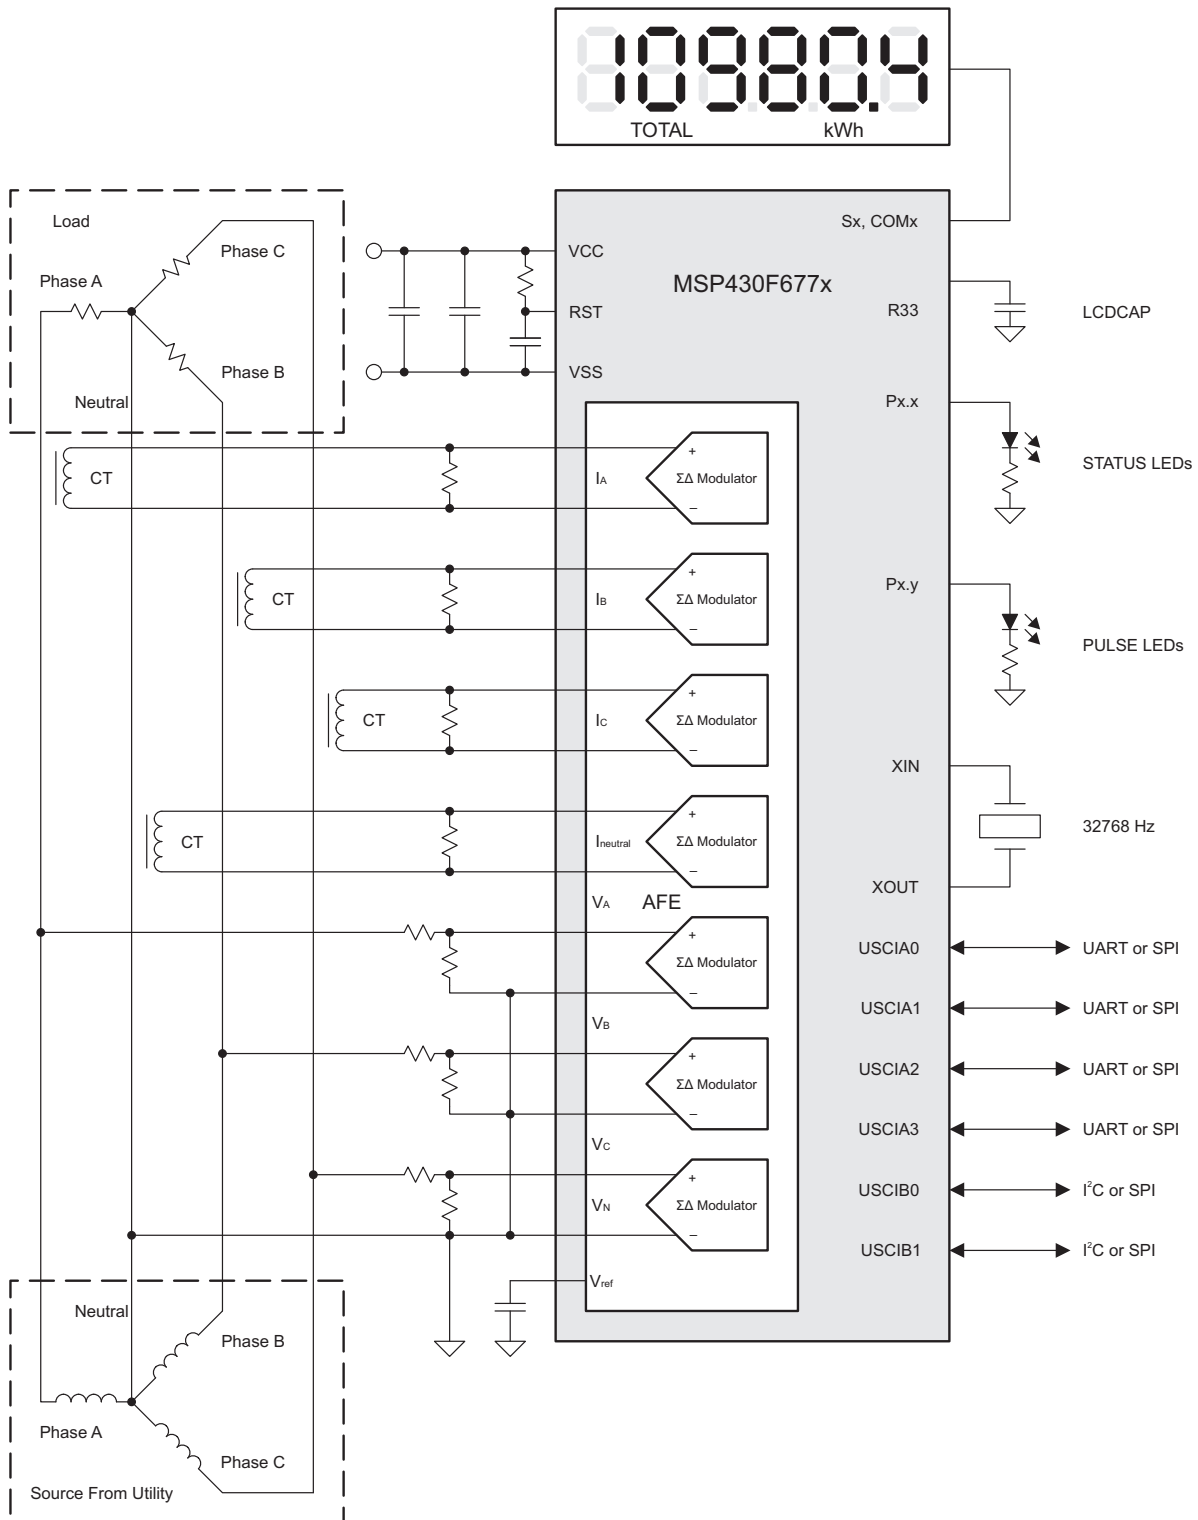 10980.4
TOTAL kWh
Load
Phase C
Phase A
Phase B
Neutral
VCC
RST
VSS
MSP430F677x
Sx, COMx
R33
LCDCAP
Px.x
STATUS LEDs
Px.y
PULSE LEDs
XIN
32768 Hz
XOUT
CT
IA
+
ΣΔ Modulator
–
CT
IB
+
ΣΔ Modulator
–
CT
IC
+
ΣΔ Modulator
–
CT
Ineutral
+
ΣΔ Modulator
–
VA
AFE
+
ΣΔ Modulator
–
VB
+
ΣΔ Modulator
–
VC
+
VN
ΣΔ Modulator
–
Vref
USCIA0
UART or SPI
USCIA1
UART or SPI
USCIA2
UART or SPI
USCIA3
UART or SPI
USCIB0
I²C or SPI
USCIB1
I²C or SPI
Neutral
Phase B
Phase A
Phase C
Source From Utility